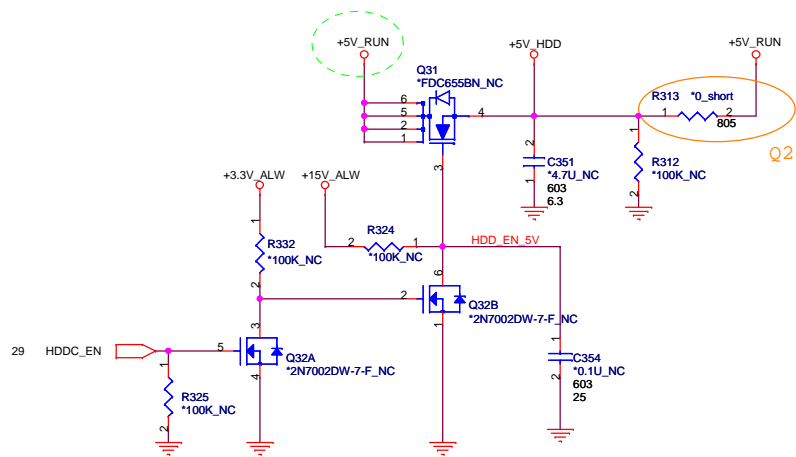 +5V_RUN
+5V_HDD
+5V_RUN
Q31
*FDC655BN_NC
6
5
2
1
4
3
R313
*0_short
1
2
805
Q2
2
C351
*4.7U_NC
1
603
6.3
1
R312
*100K_NC
2
+3.3V_ALW
+15V_ALW
1
R332
*100K_NC
2
R324
2
1
*100K_NC
HDD_EN_5V
6
2
Q32B
*2N7002DW-7-F_NC
1
3
29
HDDC_EN
5
Q32A
*2N7002DW-7-F_NC
4
1
R325
*100K_NC
2
1
C354
*0.1U_NC
2
603
25